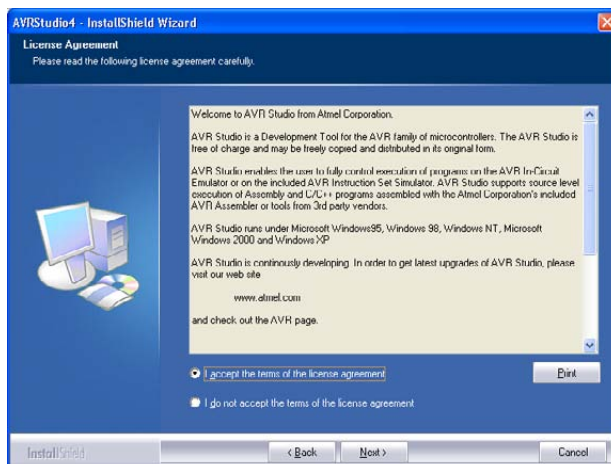 AVRStudio4 - InstallShield Wizard
License Agreement
Please read the following license agreement carefully.
Welcome to AVR Studio from Atmel Corporation.
AVR Studio is a Development Tool for the AVR family of microcontrollers. The AVR Studio is
free of charge and may be freely copied and distributed in its original form.
AVR Studio enables the user to fully control execution of programs on the AVR In-Circuit
Emulator or on the included AVR Instruction Set Simulator. AVR Studio supports source level
execution of Assembly and C/C++ programs assembled with the Atmel Corporation's included
AVR Assembler or tools from 3rd party vendors.
AVR Studio runs under Microsoft Windows95, Windows 98, Windows NT, Microsoft
Windows 2000 and Windows XP
AVR Studio is continously developing. In order to get latest upgrades of AVR Studio, please
visit our web site
www.atmel.com
and check out the AVR page.
I accept the terms of the license agreement
Print
I do not accept the terms of the license agreement
InstallShield
< Back
Next >
Cancel